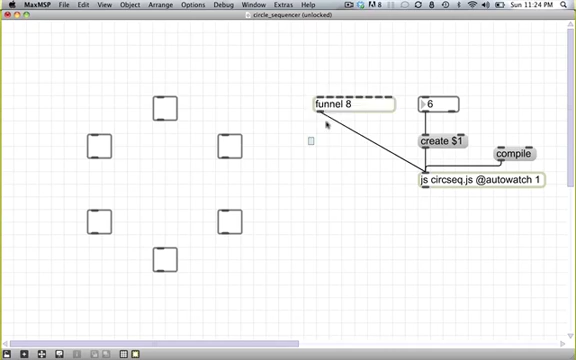 MaxMSP File Edit View Object Arrange Options Debug Window Extras Help 8 Sun 11:24 PM
circle_sequencer (unlocked)
funnel 8
6
create $1
compile
js circseq.js @autowatch 1